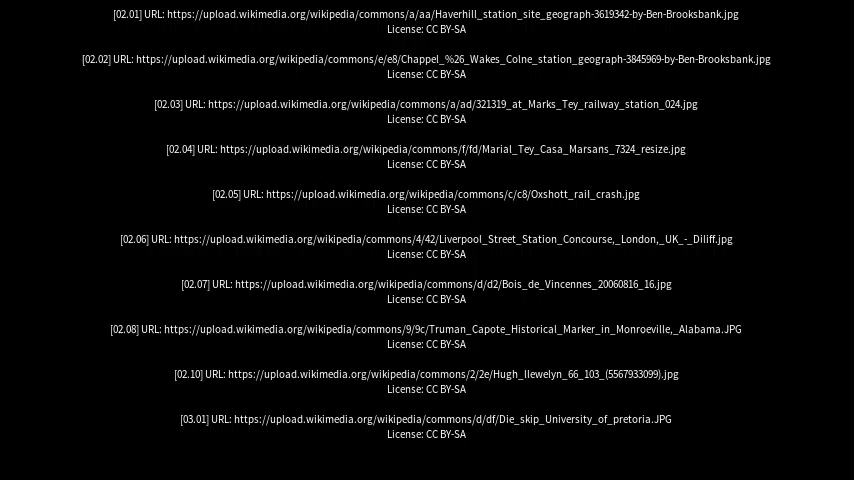 [02.01] URL: https://upload.wikimedia.org/wikipedia/commons/a/aa/Haverhill_station_site_geograph-3619342-by-Ben-Brooksbank.jpg
License: CC BY-SA
[02.02] URL: https://upload.wikimedia.org/wikipedia/commons/e/e8/Chappel_%26_Wakes_Colne_station_geograph-3845969-by-Ben-Brooksbank.jpg
License: CC BY-SA
[02.03] URL: https://upload.wikimedia.org/wikipedia/commons/a/ad/321319_at_Marks_Tey_railway_station_024.jpg
License: CC BY-SA
[02.04] URL: https://upload.wikimedia.org/wikipedia/commons/f/fd/Marial_Tey_Casa_Marsans_7324_resize.jpg
License: CC BY-SA
[02.05] URL: https://upload.wikimedia.org/wikipedia/commons/c/c8/Oxshott_rail_crash.jpg
License: CC BY-SA
[02.06] URL: https://upload.wikimedia.org/wikipedia/commons/4/42/Liverpool_Street_Station_Concourse,_London,_UK_-_Diliff.jpg
License: CC BY-SA
[02.07] URL: https://upload.wikimedia.org/wikipedia/commons/d/d2/Bois_de_Vincennes_20060816_16.jpg
License: CC BY-SA
[02.08] URL: https://upload.wikimedia.org/wikipedia/commons/9/9c/Truman_Capote_Historical_Marker_in_Monroeville,_Alabama.JPG
License: CC BY-SA
[02.10] URL: https://upload.wikimedia.org/wikipedia/commons/2/2e/Hugh_llewelyn_66_103_(5567933099).jpg
License: CC BY-SA
[03.01] URL: https://upload.wikimedia.org/wikipedia/commons/d/df/Die_skip_University_of_pretoria.JPG
License: CC BY-SA